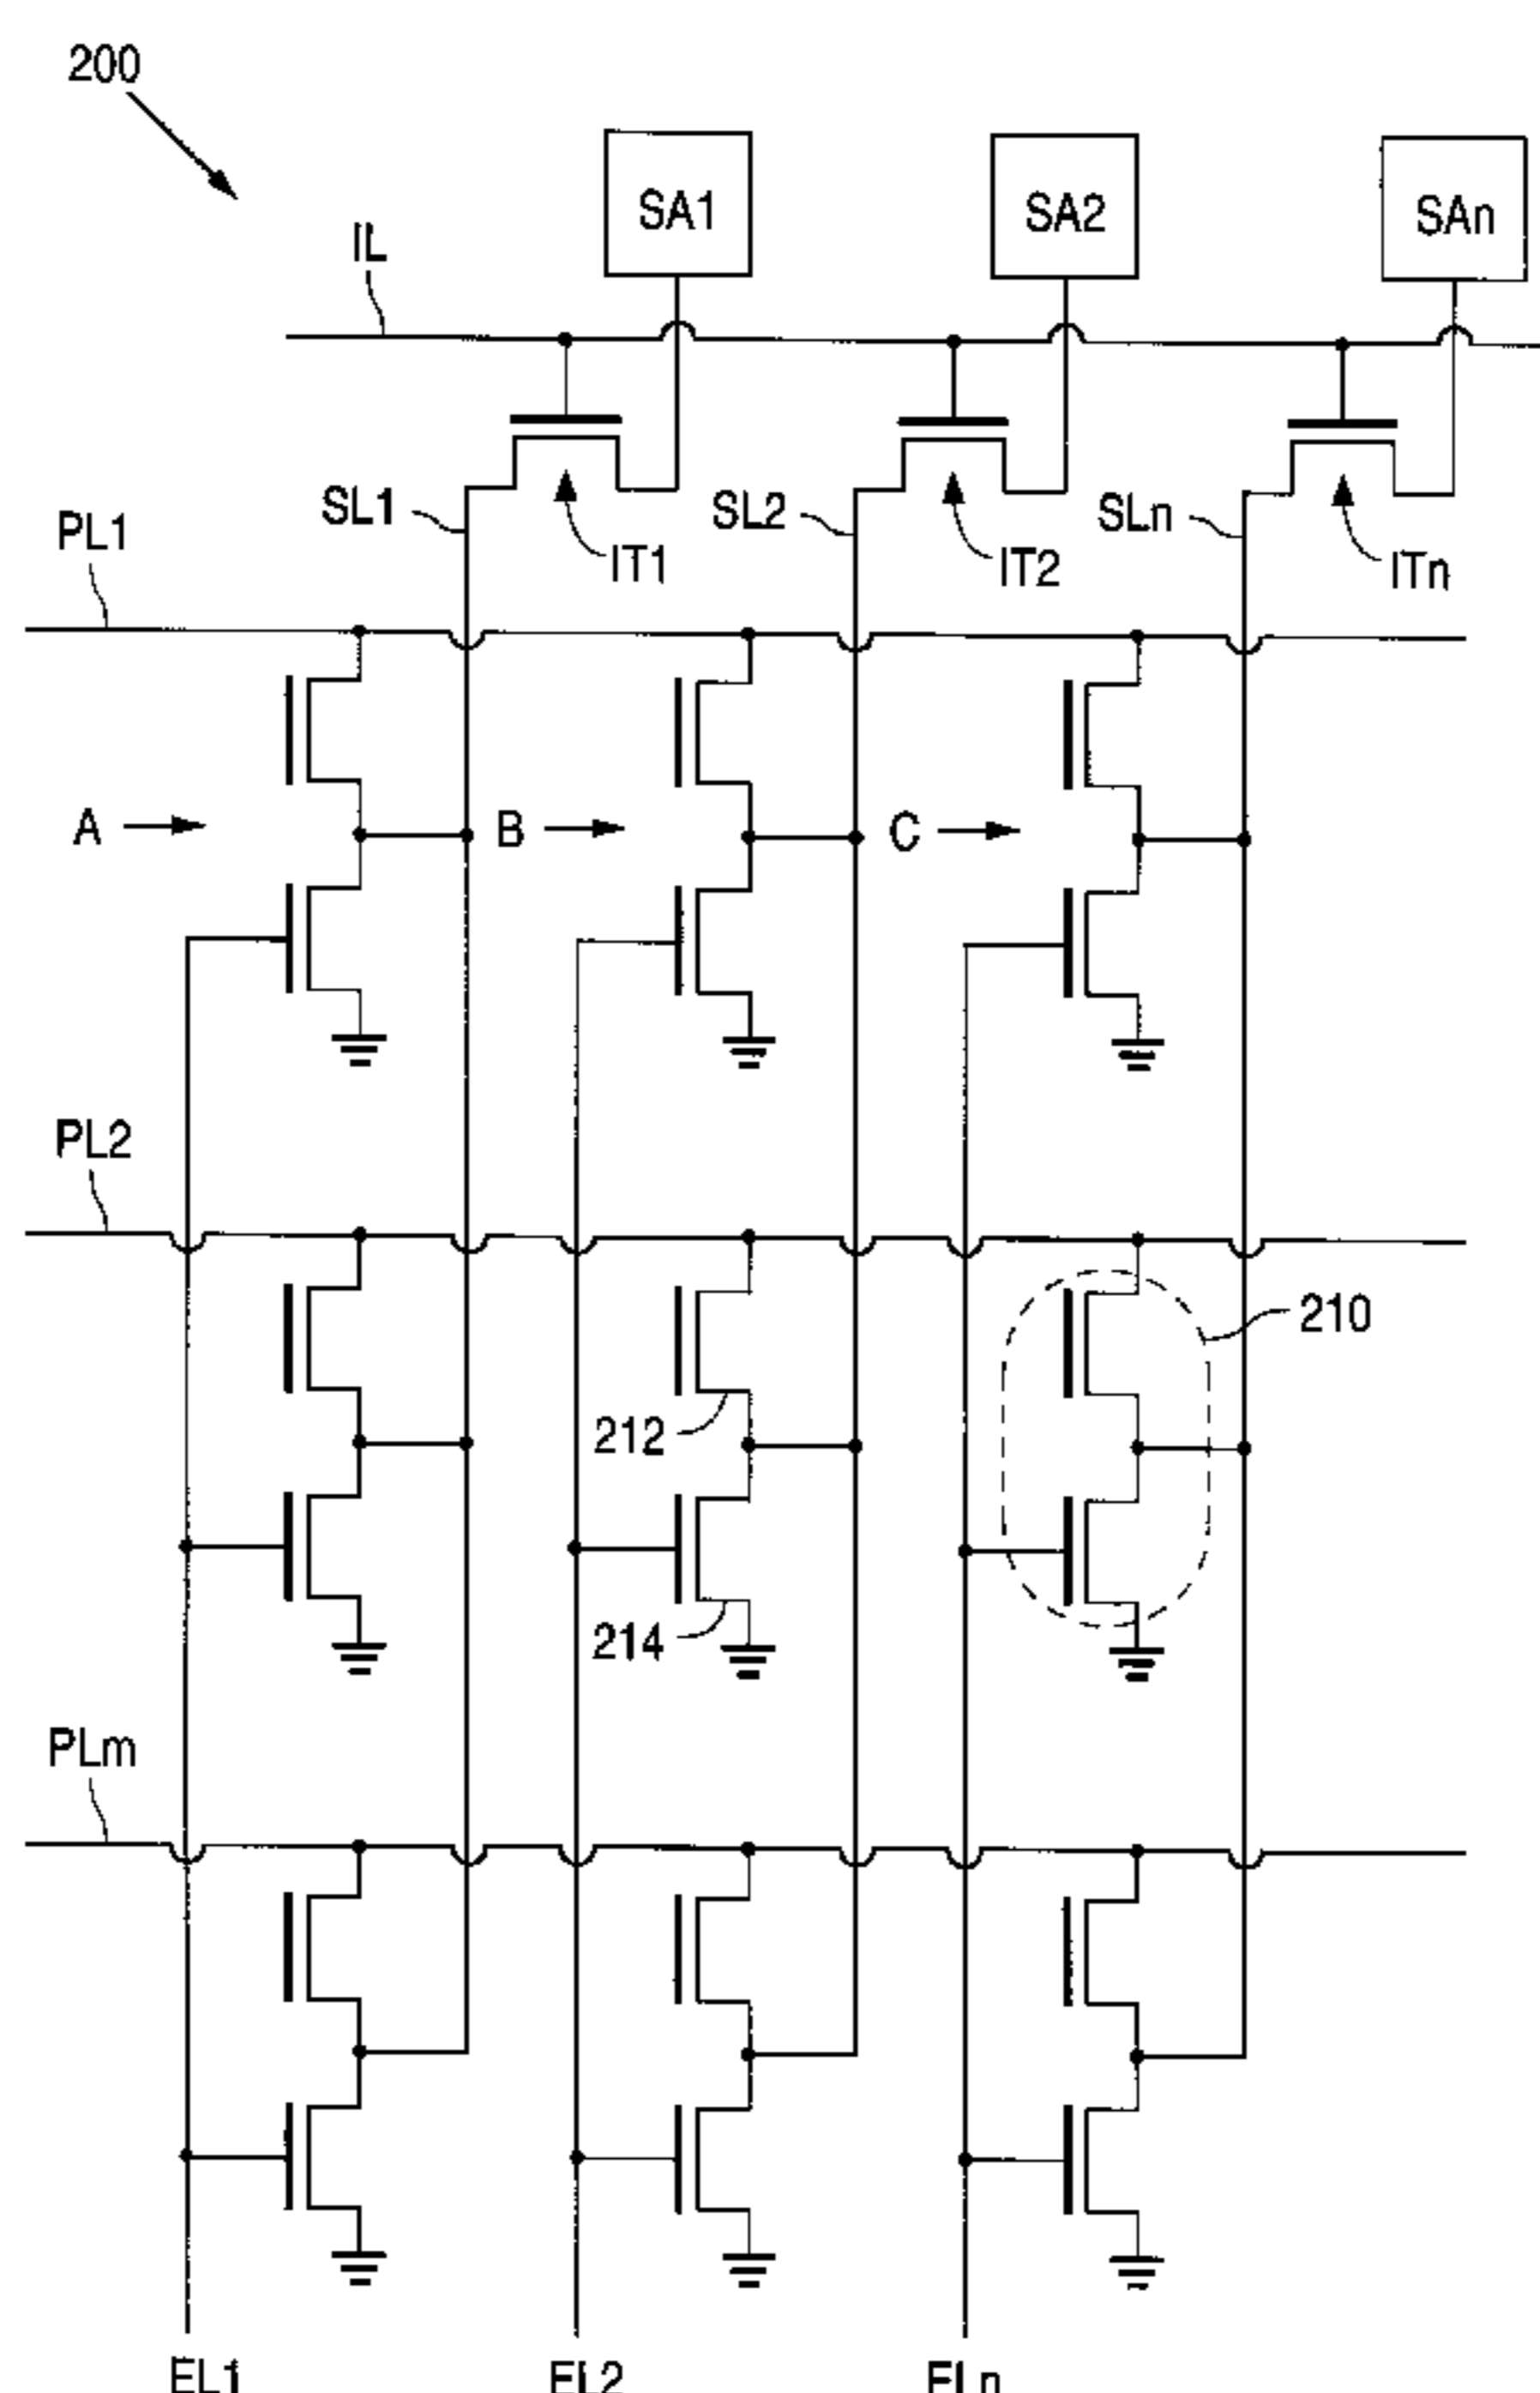 200
SA1
SA2
SAn
IL
SL1
SL2
SLn
PL1
IT1
IT2
ITn
A
B
C
PL2
210
212
214
PLm
EL1
EL2
ELn